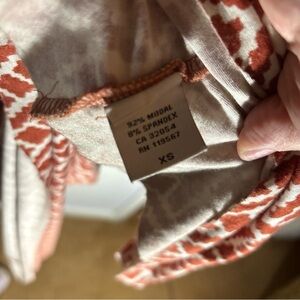 92% MODAL
8% SPANDEX
CA 32054
RN 119567
XS